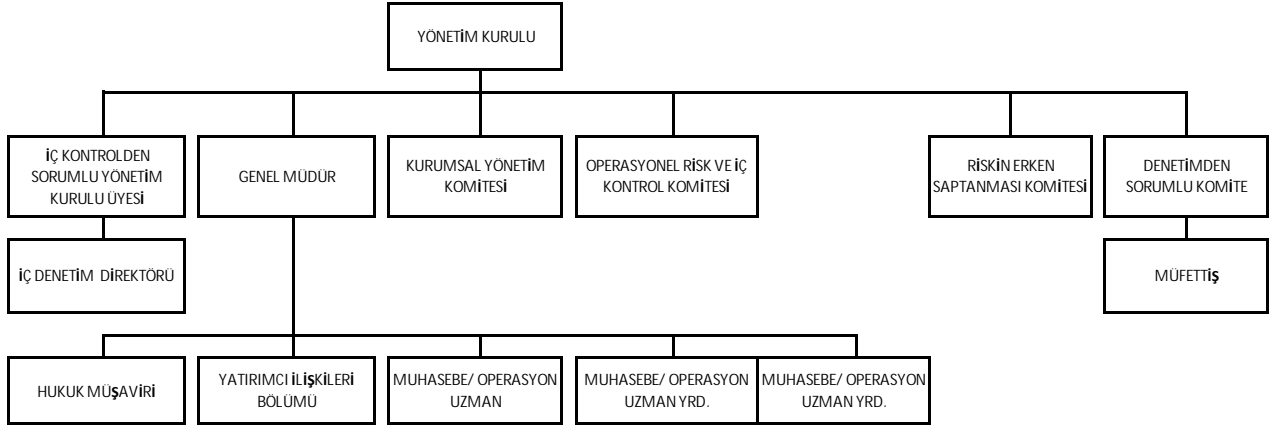 YÖNETİM KURULU
İÇ KONTROLDEN
SORUMLU YÖNETİM
KURULU ÜYESİ
GENEL MÜDÜR
KURUMSAL YÖNETİM
KOMİTESİ
OPERASYONEL RİSK VE İÇ
KONTROL KOMİTESİ
RİSKİN ERKEN
SAPTANMASI KOMİTESİ
DENETİMDEN
SORUMLU KOMİTE
İÇ DENETİM DİREKTÖRÜ
MÜFETTİŞ
HUKUK MÜŞAVİRİ
YATIRIMCI İLİŞKİLERİ
BÖLÜMÜ
MUHASEBE/ OPERASYON
UZMAN
MUHASEBE/ OPERASYON
UZMAN YRD.
MUHASEBE/ OPERASYON
UZMAN YRD.